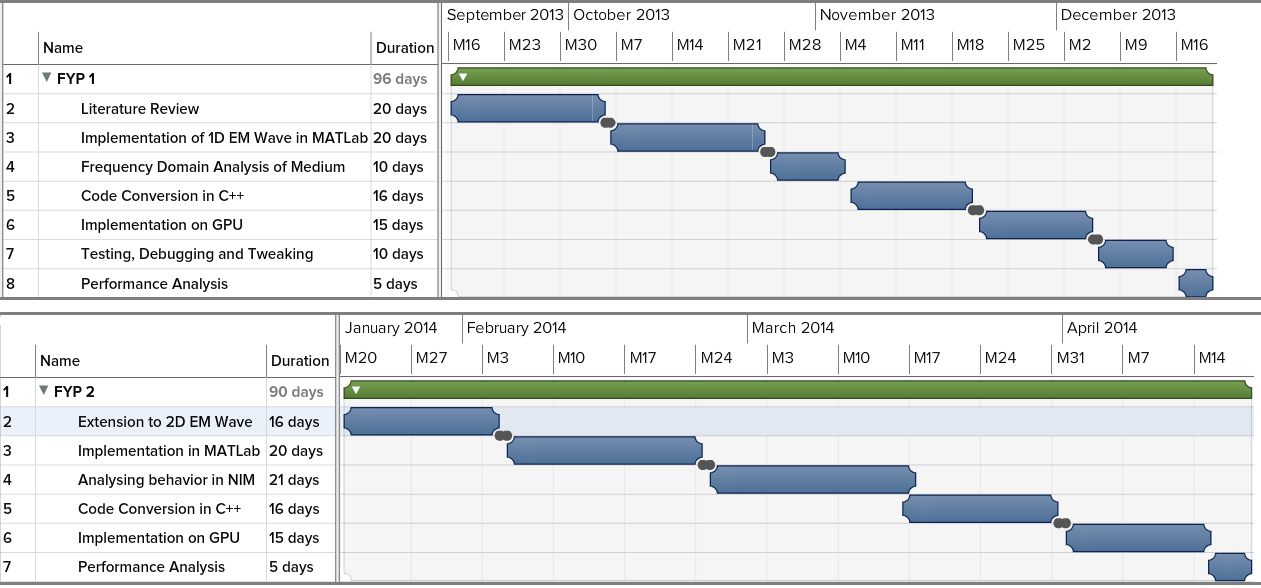 September 2013 October 2013 November 2013 December 2013
Name Duration M16 M23 M30 M7 M14 M21 M28 M4 M11 M18 M25 M2 M9 M16
1 FYP 1 96 days
2 Literature Review 20 days
3 Implementation of 1D EM Wave in MATLab 20 days
4 Frequency Domain Analysis of Medium 10 days
5 Code Conversion in C++ 16 days
6 Implementation on GPU 15 days
7 Testing, Debugging and Tweaking 10 days
8 Performance Analysis 5 days
January 2014 February 2014 March 2014 April 2014
Name Duration M20 M27 M3 M10 M17 M24 M3 M10 M17 M24 M31 M7 M14
1 FYP 2 90 days
2 Extension to 2D EM Wave 16 days
3 Implementation in MATLab 20 days
4 Analysing behavior in NIM 21 days
5 Code Conversion in C++ 16 days
6 Implementation on GPU 15 days
7 Performance Analysis 5 days